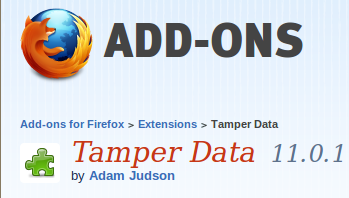 ADD-ONS
Add-ons for Firefox > Extensions > Tamper Data
Tamper Data 11.0.1
by Adam Judson